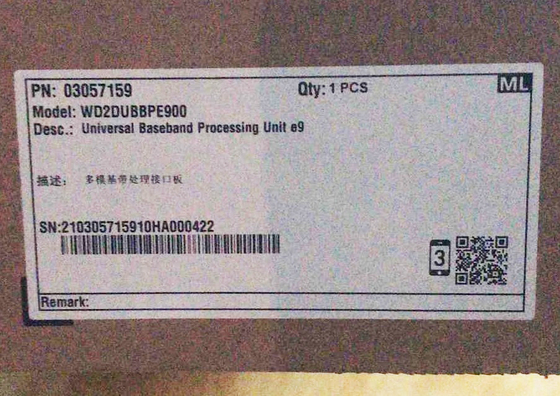 PN: 03057159 Qty: 1 PCS ML
Model: WD2DUBBPE900
Desc.: Universal Baseband Processing Unit e9
描述: 多模基带处理接口板
SN:210305715910HA000422
3
Remark: